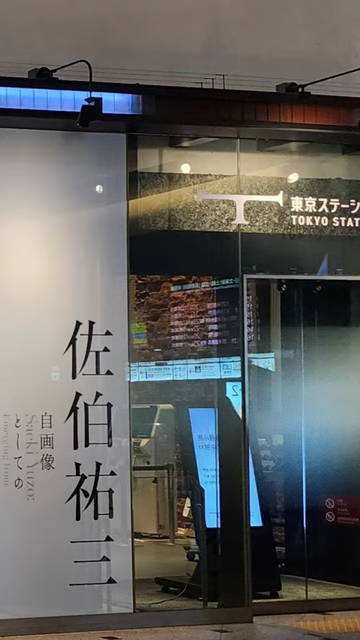 東京ステーシ
TOKYO STAT
佐伯祐三
自画像
としての
Saeki Yuzo:
Emerging from